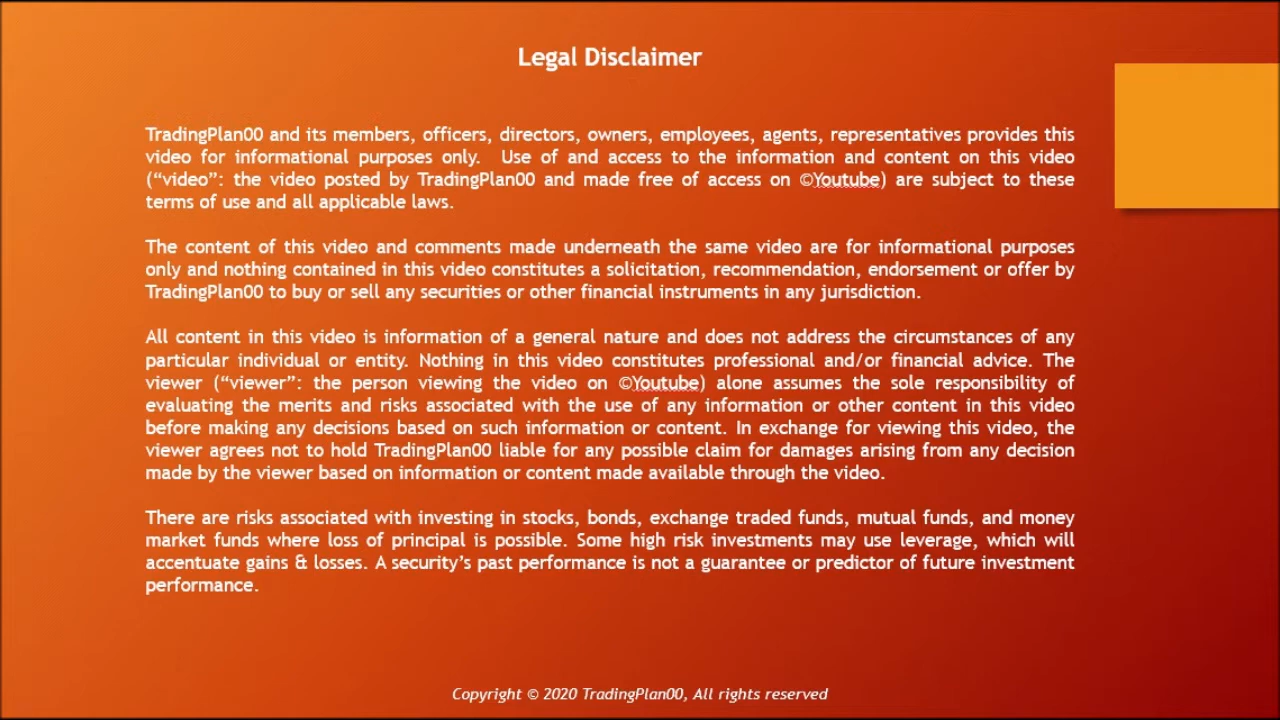 Legal Disclaimer
TradingPlan00 and its members, officers, directors, owners, employees, agents, representatives provides this
video for informational purposes only. Use of and access to the information and content on this video
(“video”: the video posted by TradingPlan00 and made free of access on ©Youtube) are subject to these
terms of use and all applicable laws.
The content of this video and comments made underneath the same video are for informational purposes
only and nothing contained in this video constitutes a solicitation, recommendation, endorsement or offer by
TradingPlan00 to buy or sell any securities or other financial instruments in any jurisdiction.
All content in this video is information of a general nature and does not address the circumstances of any
particular individual or entity. Nothing in this video constitutes professional and/or financial advice. The
viewer (“viewer”: the person viewing the video on ©Youtube) alone assumes the sole responsibility of
evaluating the merits and risks associated with the use of any information or other content in this video
before making any decisions based on such information or content. In exchange for viewing this video, the
viewer agrees not to hold TradingPlan00 liable for any possible claim for damages arising from any decision
made by the viewer based on information or content made available through the video.
There are risks associated with investing in stocks, bonds, exchange traded funds, mutual funds, and money
market funds where loss of principal is possible. Some high risk investments may use leverage, which will
accentuate gains & losses. A security’s past performance is not a guarantee or predictor of future investment
performance.
Copyright © 2020 TradingPlan00, All rights reserved